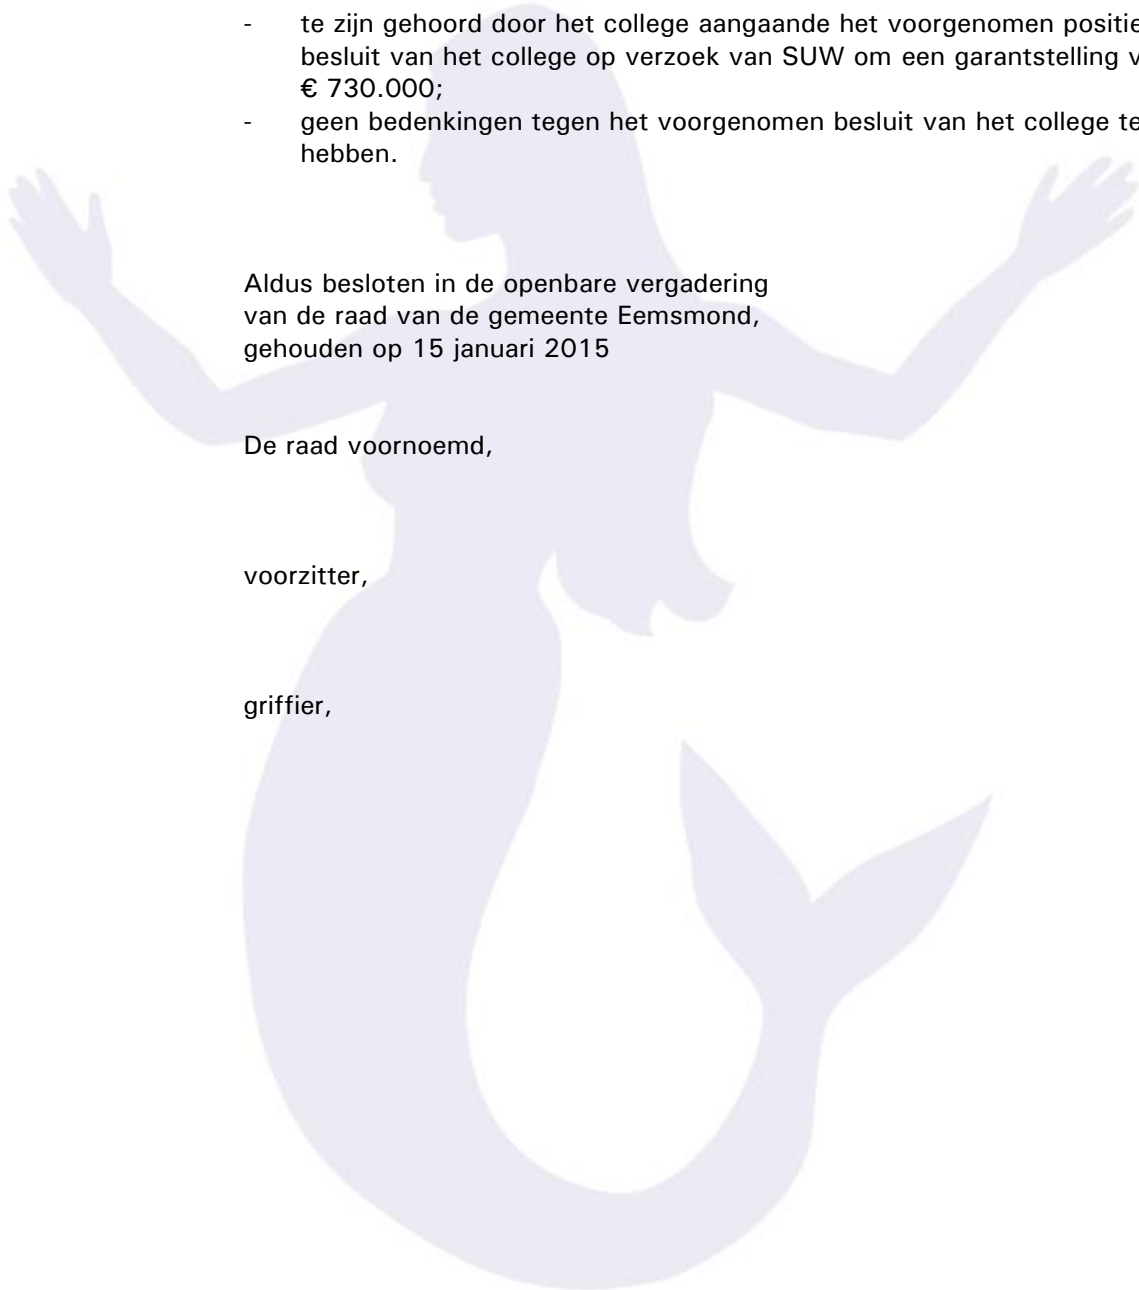 - te zijn gehoord door het college aangaande het voorgenomen positie
besluit van het college op verzoek van SUW om een garantstelling v
€ 730.000;
- geen bedenkingen tegen het voorgenomen besluit van het college te
hebben.
Aldus besloten in de openbare vergadering
van de raad van de gemeente Eemsmond,
gehouden op 15 januari 2015
De raad voornoemd,
voorzitter,
griffier,